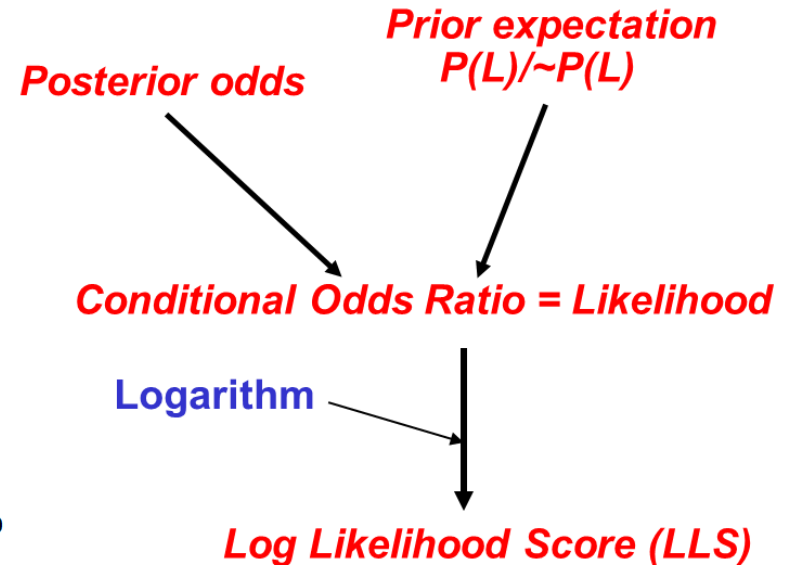 Prior expectation
P(L)/~P(L)
Posterior odds
Conditional Odds Ratio = Likelihood
Logarithm
Log Likelihood Score (LLS)